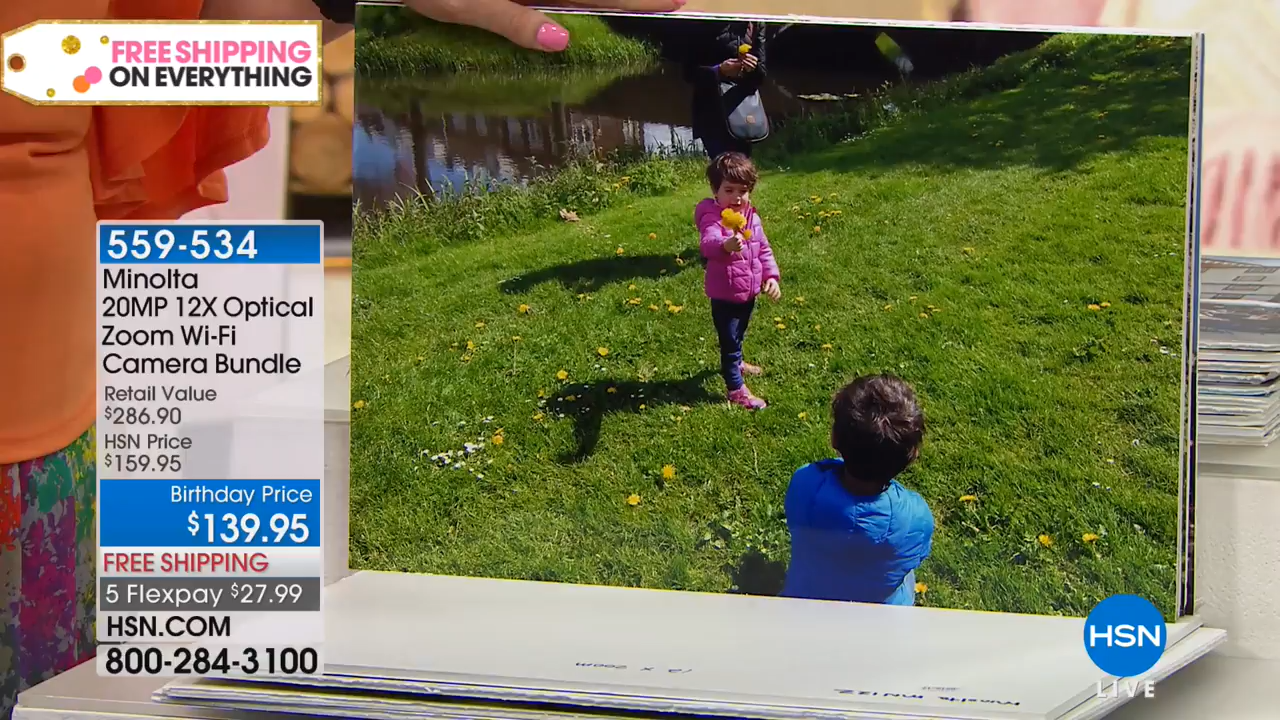 FREE SHIPPING
ON EVERYTHING
559-534
Minolta
20MP 12X Optical
Zoom Wi-Fi
Camera Bundle
Retail Value
$286.90
HSN Price
$159.95
Birthday Price
$139.95
FREE SHIPPING
5 Flexpay $27.99
HSN.COM
800-284-3100
HSN
LIVE
12 X ZOOM